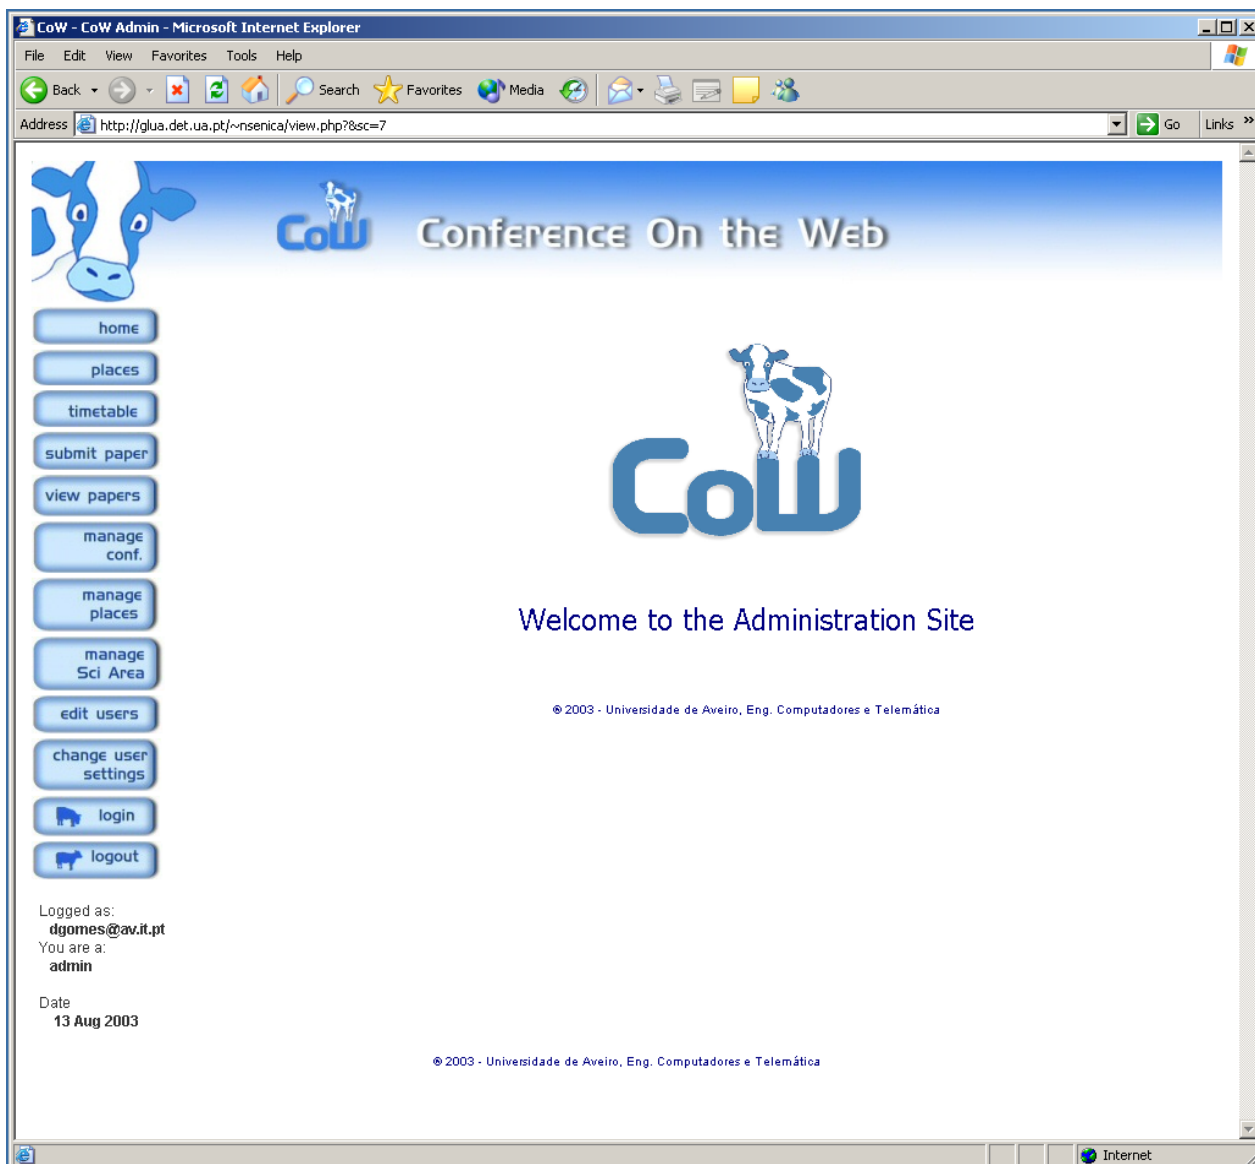 CoW - CoW Admin - Microsoft Internet Explorer
File Edit View Favorites Tools Help
Back Search Favorites Media
Address http://glua.det.ua.pt/~nsenica/view.php?&sc=7 Go Links »
CoW Conference On the Web
home
places
timetable
submit paper
view papers
manage
conf.
manage
places
manage
Sci Area
edit users
change user
settings
login
logout
Logged as:
dgomes@av.it.pt
You are a:
admin
Date
13 Aug 2003
CoW
Welcome to the Administration Site
® 2003 - Universidade de Aveiro, Eng. Computadores e Telemática
® 2003 - Universidade de Aveiro, Eng. Computadores e Telemática
Internet